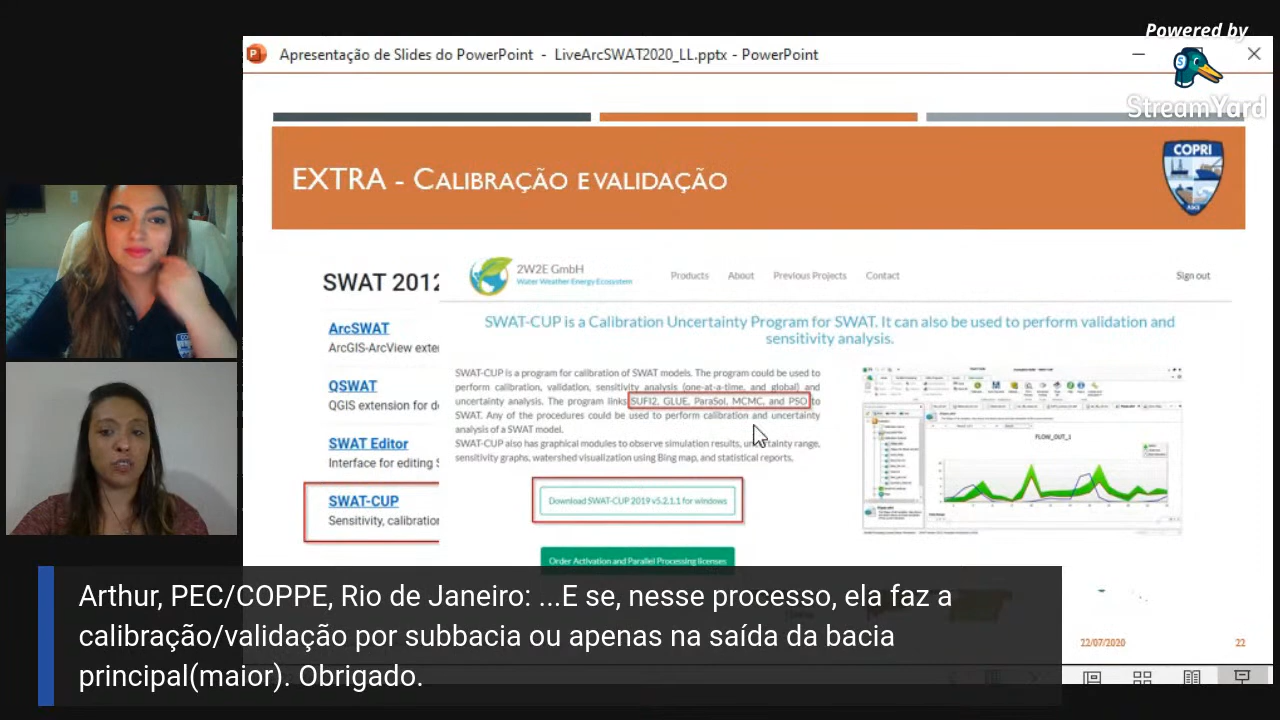 Powered by
StreamYard
Apresentação de Slides do PowerPoint - LiveArcSWAT2020_LL.pptx - PowerPoint
EXTRA - CALIBRAÇÃO E VALIDAÇÃO
COPRI
ASCE
SWAT 2012
ArcSWAT
ArcGIS-ArcView exte
QSWAT
QGIS extension for d
SWAT Editor
Interface for editing S
SWAT-CUP
Sensitivity, calibration
2W2E GmbH
Water Weather Energy Ecosystem
Products About Previous Projects Contact Sign out
SWAT-CUP is a Calibration Uncertainty Program for SWAT. It can also be used to perform validation and
sensitivity analysis.
SWAT-CUP is a program for calibration of SWAT models. The program could be used to
perform calibration, validation, sensitivity analysis (one-at-a-time, and global) and
uncertainty analysis. The program links SUFI2, GLUE, ParaSol, MCMC, and PSO to
SWAT. Any of the procedures could be used to perform calibration and uncertainty
analysis of a SWAT model.
SWAT-CUP also has graphical modules to observe simulation results, uncertainty range,
sensitivity graphs, watershed visualization using Bing map, and statistical reports.
Download SWAT-CUP 2019 v5.2.1.1 for windows
Order Activation and Parallel Processing licenses
FLOW_OUT_1
22/07/2020 22
Arthur, PEC/COPPE, Rio de Janeiro: ...E se, nesse processo, ela faz a
calibração/validação por subbacia ou apenas na saída da bacia
principal(maior). Obrigado.